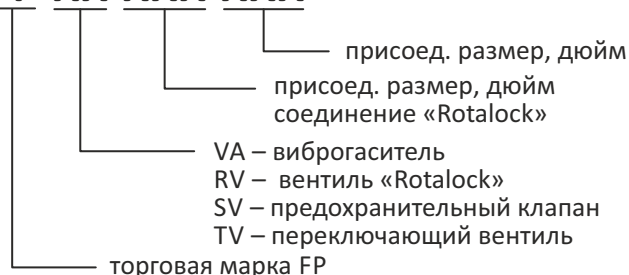 присоед. размер, дюйм
присоед. размер, дюйм
соединение «Rotalock»
VA – виброгаситель
RV – вентиль «Rotalock»
SV – предохранительный клапан
TV – переключающий вентиль
торговая марка FP